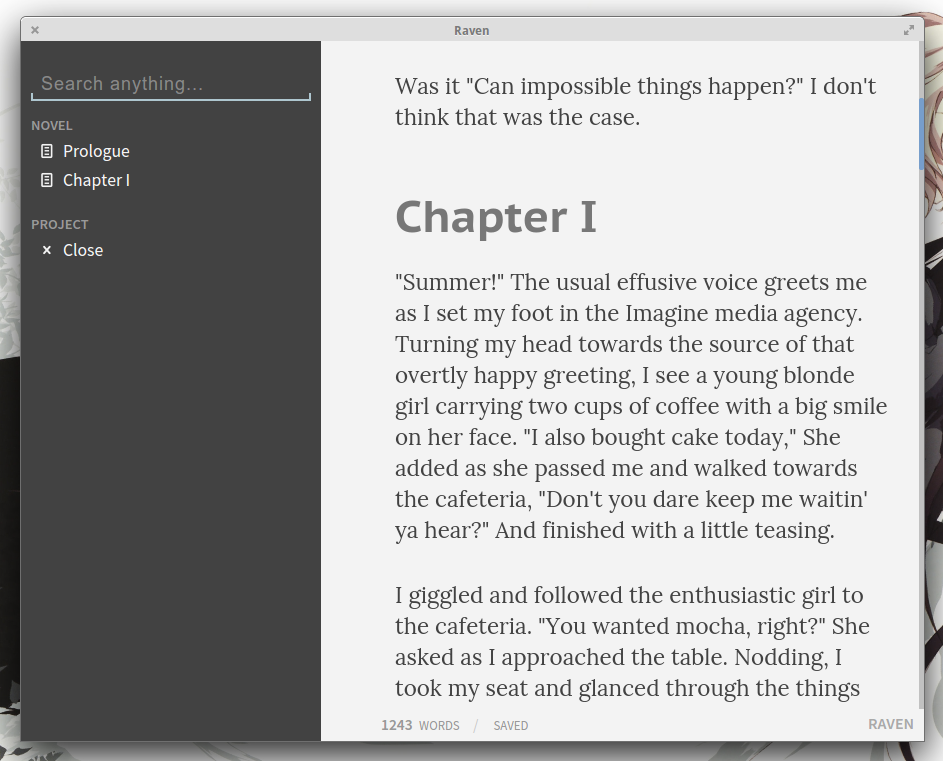 Raven
Search anything...
NOVEL
Prologue
Chapter I
PROJECT
Close
Was it "Can impossible things happen?" I don't
think that was the case.
Chapter I
"Summer!" The usual effusive voice greets me
as I set my foot in the Imagine media agency.
Turning my head towards the source of that
overtly happy greeting, I see a young blonde
girl carrying two cups of coffee with a big smile
on her face. "I also bought cake today," She
added as she passed me and walked towards
the cafeteria, "Don't you dare keep me waitin'
ya hear?" And finished with a little teasing.
I giggled and followed the enthusiastic girl to
the cafeteria. "You wanted mocha, right?" She
asked as I approached the table. Nodding, I
took my seat and glanced through the things
1243 WORDS / SAVED
RAVEN